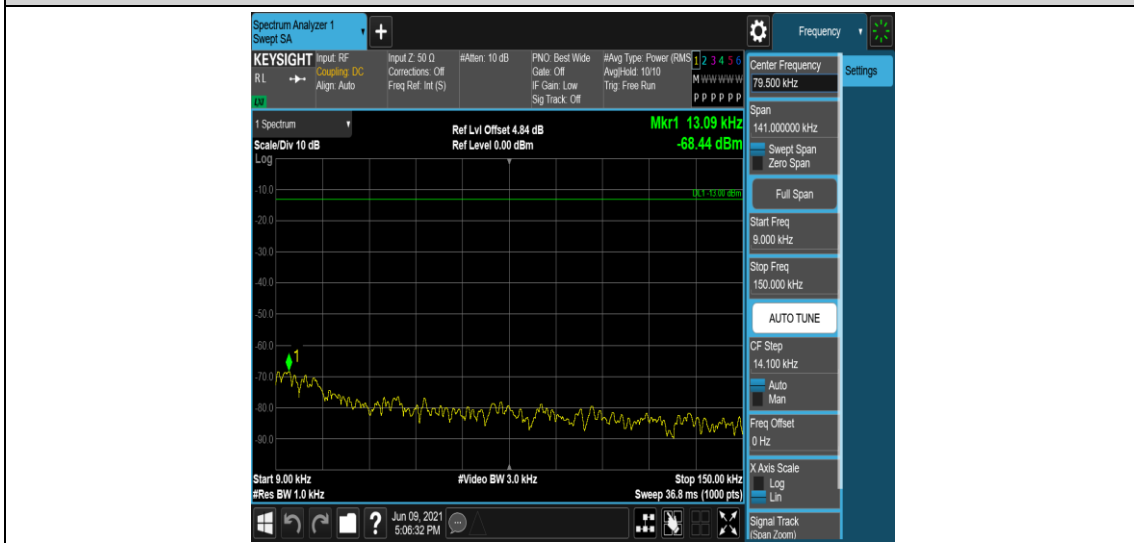 Spectrum Analyzer 1
Swept SA
+
Frequency
KEYSIGHT
RL
LXI
Input: RF
Coupling: DC
Align: Auto
Input Z: 50 Ω
Corrections: Off
Freq Ref: Int (S)
#Atten: 10 dB
PNO: Best Wide
Gate: Off
IF Gain: Low
Sig Track: Off
#Avg Type: Power (RMS
Avg|Hold: 10/10
Trig: Free Run
1 2 3 4 5 6
M W W W W W
P P P P P P
1 Spectrum
Scale/Div 10 dB
Log
Ref Lvl Offset 4.84 dB
Ref Level 0.00 dBm
Mkr1 13.09 kHz
-68.44 dBm
DL1 -13.00 dBm
-10.0
-20.0
-30.0
-40.0
-50.0
-60.0
1
-70.0
-80.0
-90.0
Start 9.00 kHz
#Video BW 3.0 kHz
Stop 150.00 kHz
#Res BW 1.0 kHz
Sweep 36.8 ms (1000 pts)
?
Jun 09, 2021
5:06:32 PM
Center Frequency
79.500 kHz
Settings
Span
141.000000 kHz
Swept Span
Zero Span
Full Span
Start Freq
9.000 kHz
Stop Freq
150.000 kHz
AUTO TUNE
CF Step
14.100 kHz
Auto
Man
Freq Offset
0 Hz
X Axis Scale
Log
Lin
Signal Track
(Span Zoom)